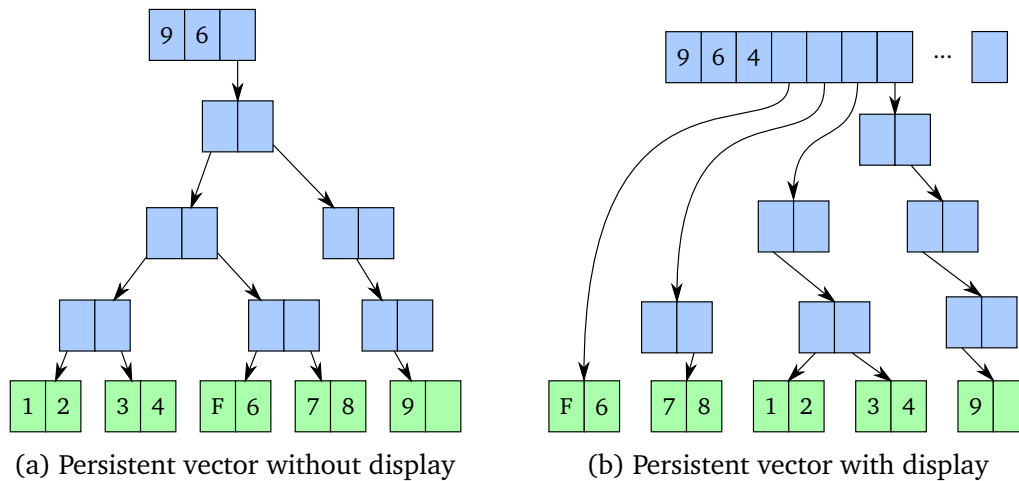 9 6
9 6 4 ...
1 2 3 4 F 6 7 8 9
F 6 7 8 1 2 3 4 9
(a) Persistent vector without display
(b) Persistent vector with display